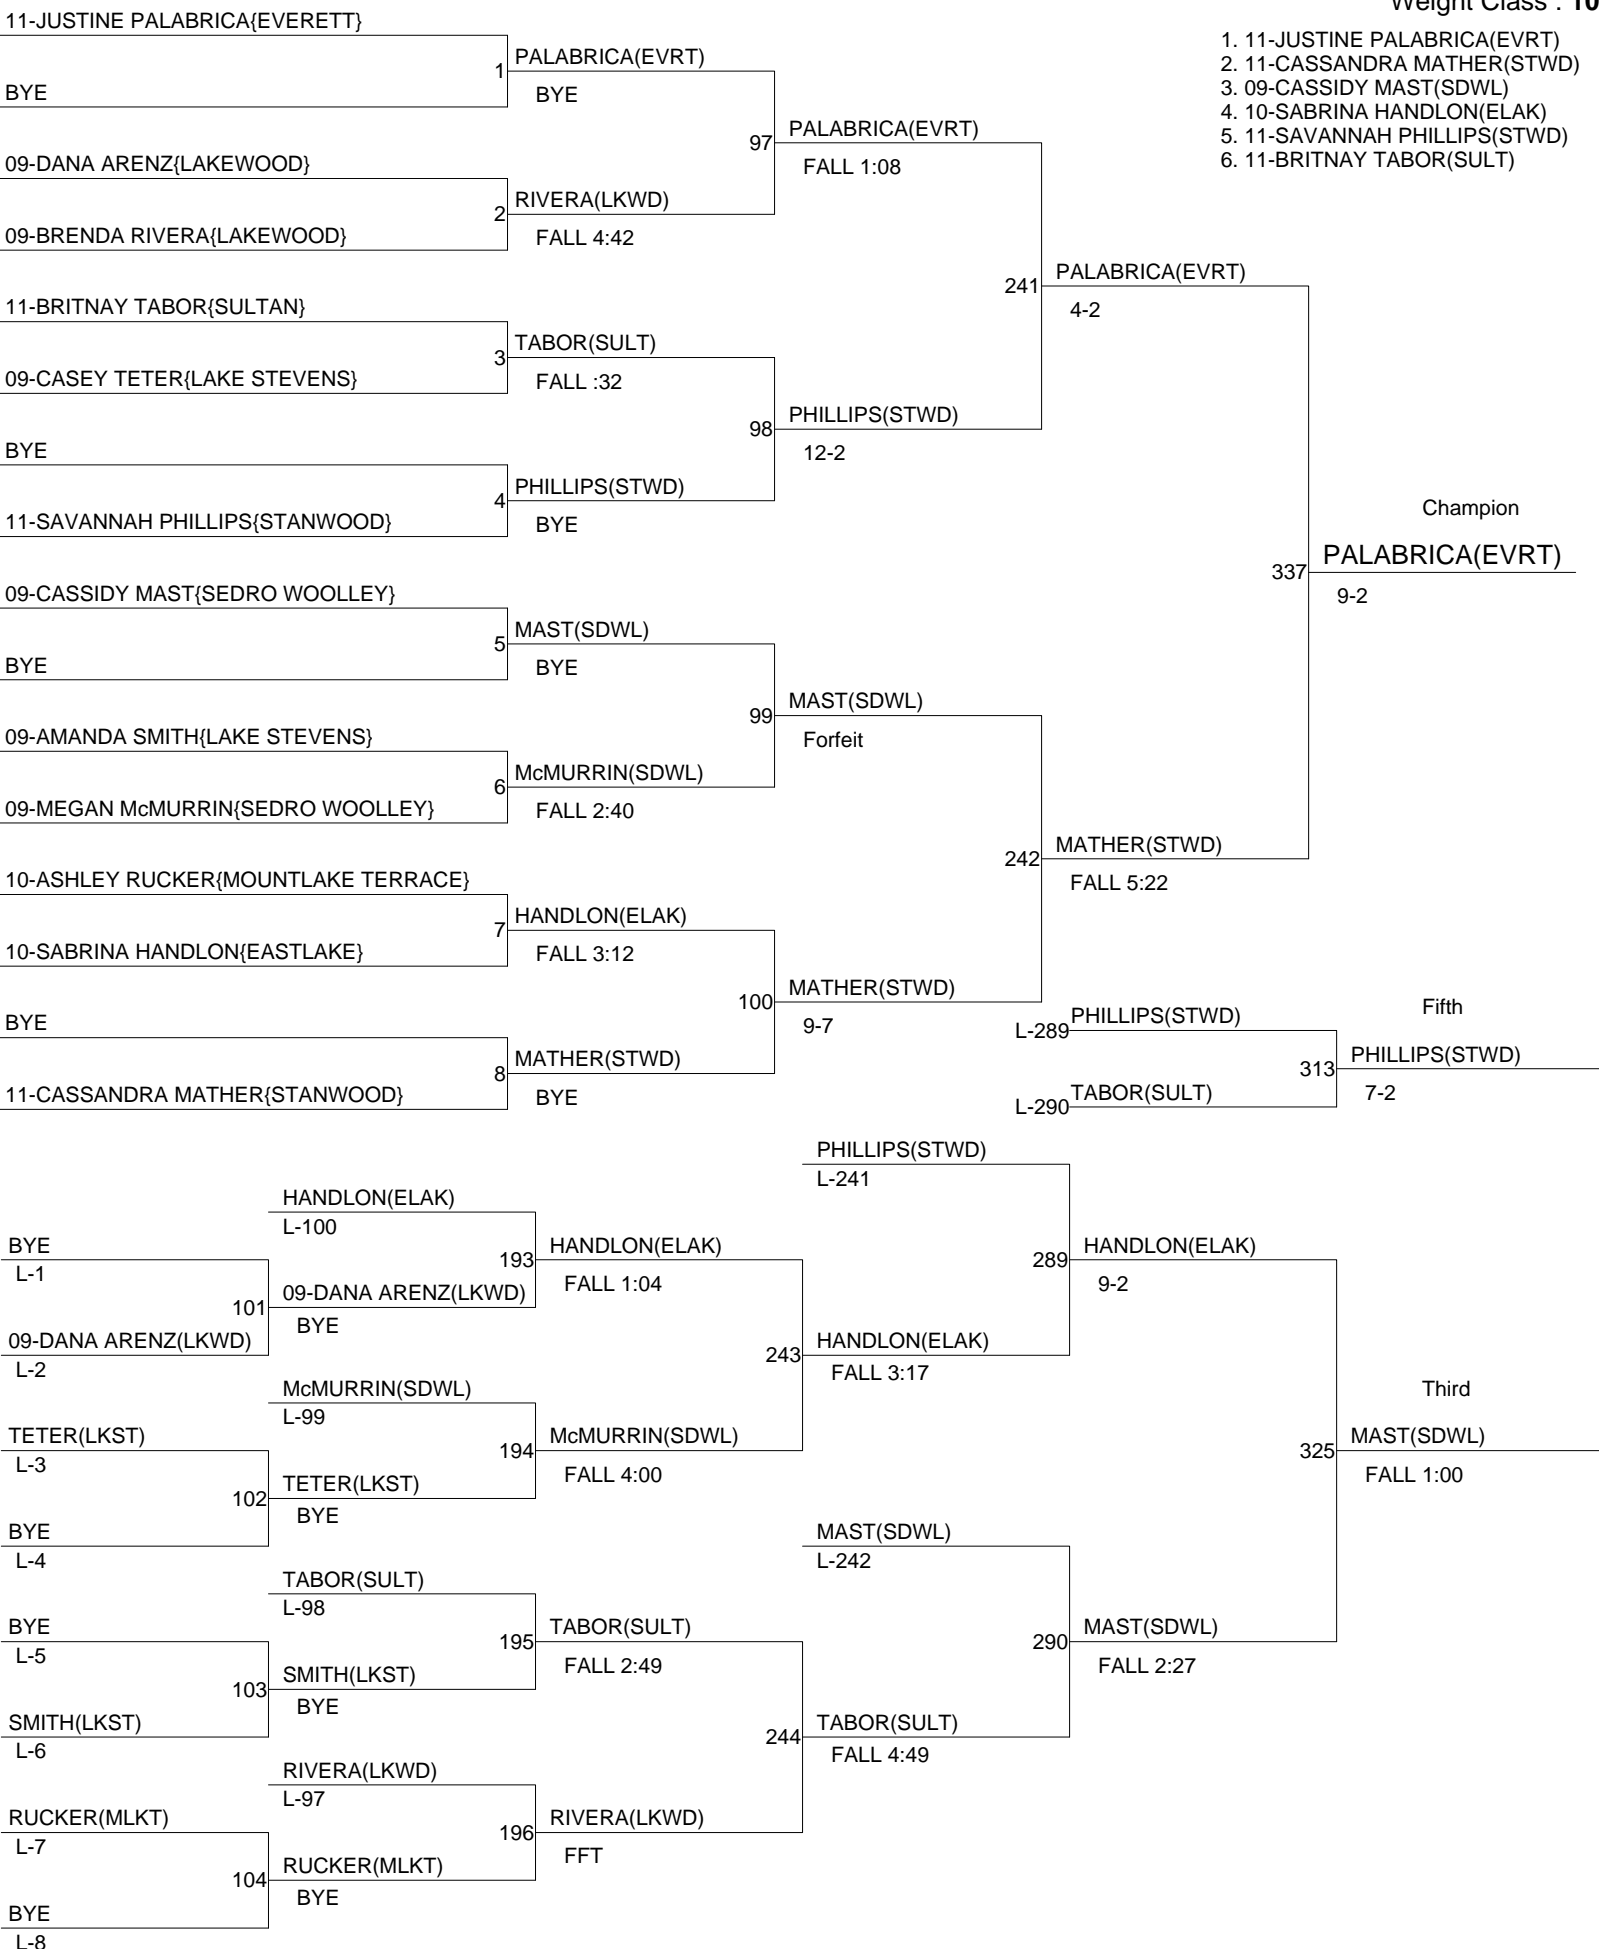 Weight Class : 10
1. 11-JUSTINE PALABRICA(EVRT)
2. 11-CASSANDRA MATHER(STWD)
3. 09-CASSIDY MAST(SDWL)
4. 10-SABRINA HANDLON(ELAK)
5. 11-SAVANNAH PHILLIPS(STWD)
6. 11-BRITNAY TABOR(SULT)
11-JUSTINE PALABRICA{EVERETT}
BYE
09-DANA ARENZ{LAKEWOOD}
09-BRENDA RIVERA{LAKEWOOD}
11-BRITNAY TABOR{SULTAN}
09-CASEY TETER{LAKE STEVENS}
BYE
11-SAVANNAH PHILLIPS{STANWOOD}
09-CASSIDY MAST{SEDRO WOOLLEY}
BYE
09-AMANDA SMITH{LAKE STEVENS}
09-MEGAN McMURRIN{SEDRO WOOLLEY}
10-ASHLEY RUCKER{MOUNTLAKE TERRACE}
10-SABRINA HANDLON{EASTLAKE}
BYE
11-CASSANDRA MATHER{STANWOOD}
1 PALABRICA(EVRT)
BYE
2 RIVERA(LKWD)
FALL 4:42
3 TABOR(SULT)
FALL :32
4 PHILLIPS(STWD)
BYE
5 MAST(SDWL)
BYE
6 McMURRIN(SDWL)
FALL 2:40
7 HANDLON(ELAK)
FALL 3:12
8 MATHER(STWD)
BYE
97 PALABRICA(EVRT)
FALL 1:08
98 PHILLIPS(STWD)
12-2
99 MAST(SDWL)
Forfeit
100 MATHER(STWD)
9-7
241 PALABRICA(EVRT)
4-2
242 MATHER(STWD)
FALL 5:22
Champion
337 PALABRICA(EVRT)
9-2
L-289 PHILLIPS(STWD)
L-290 TABOR(SULT)
Fifth
313 PHILLIPS(STWD)
7-2
BYE
L-1
09-DANA ARENZ(LKWD)
L-2
TETER(LKST)
L-3
BYE
L-4
BYE
L-5
SMITH(LKST)
L-6
RUCKER(MLKT)
L-7
BYE
L-8
HANDLON(ELAK)
L-100
101 09-DANA ARENZ(LKWD)
BYE
McMURRIN(SDWL)
L-99
102 TETER(LKST)
BYE
TABOR(SULT)
L-98
103 SMITH(LKST)
BYE
RIVERA(LKWD)
L-97
104 RUCKER(MLKT)
BYE
193 HANDLON(ELAK)
FALL 1:04
194 McMURRIN(SDWL)
FALL 4:00
195 TABOR(SULT)
FALL 2:49
196 RIVERA(LKWD)
FFT
PHILLIPS(STWD)
L-241
243 HANDLON(ELAK)
FALL 3:17
MAST(SDWL)
L-242
244 TABOR(SULT)
FALL 4:49
289 HANDLON(ELAK)
9-2
290 MAST(SDWL)
FALL 2:27
Third
325 MAST(SDWL)
FALL 1:00